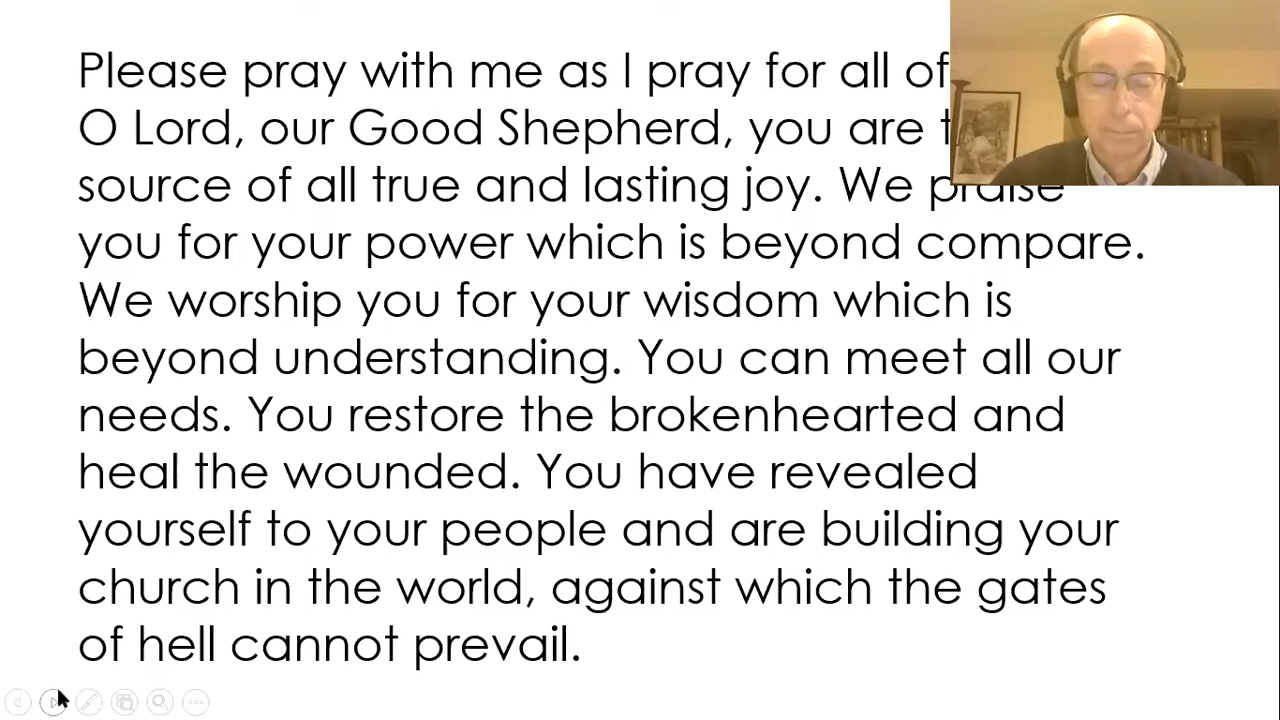 Please pray with me as I pray for all of
O Lord, our Good Shepherd, you are
source of all true and lasting joy. We praise
you for your power which is beyond compare.
We worship you for your wisdom which is
beyond understanding. You can meet all our
needs. You restore the brokenhearted and
heal the wounded. You have revealed
yourself to your people and are building your
church in the world, against which the gates
of hell cannot prevail.